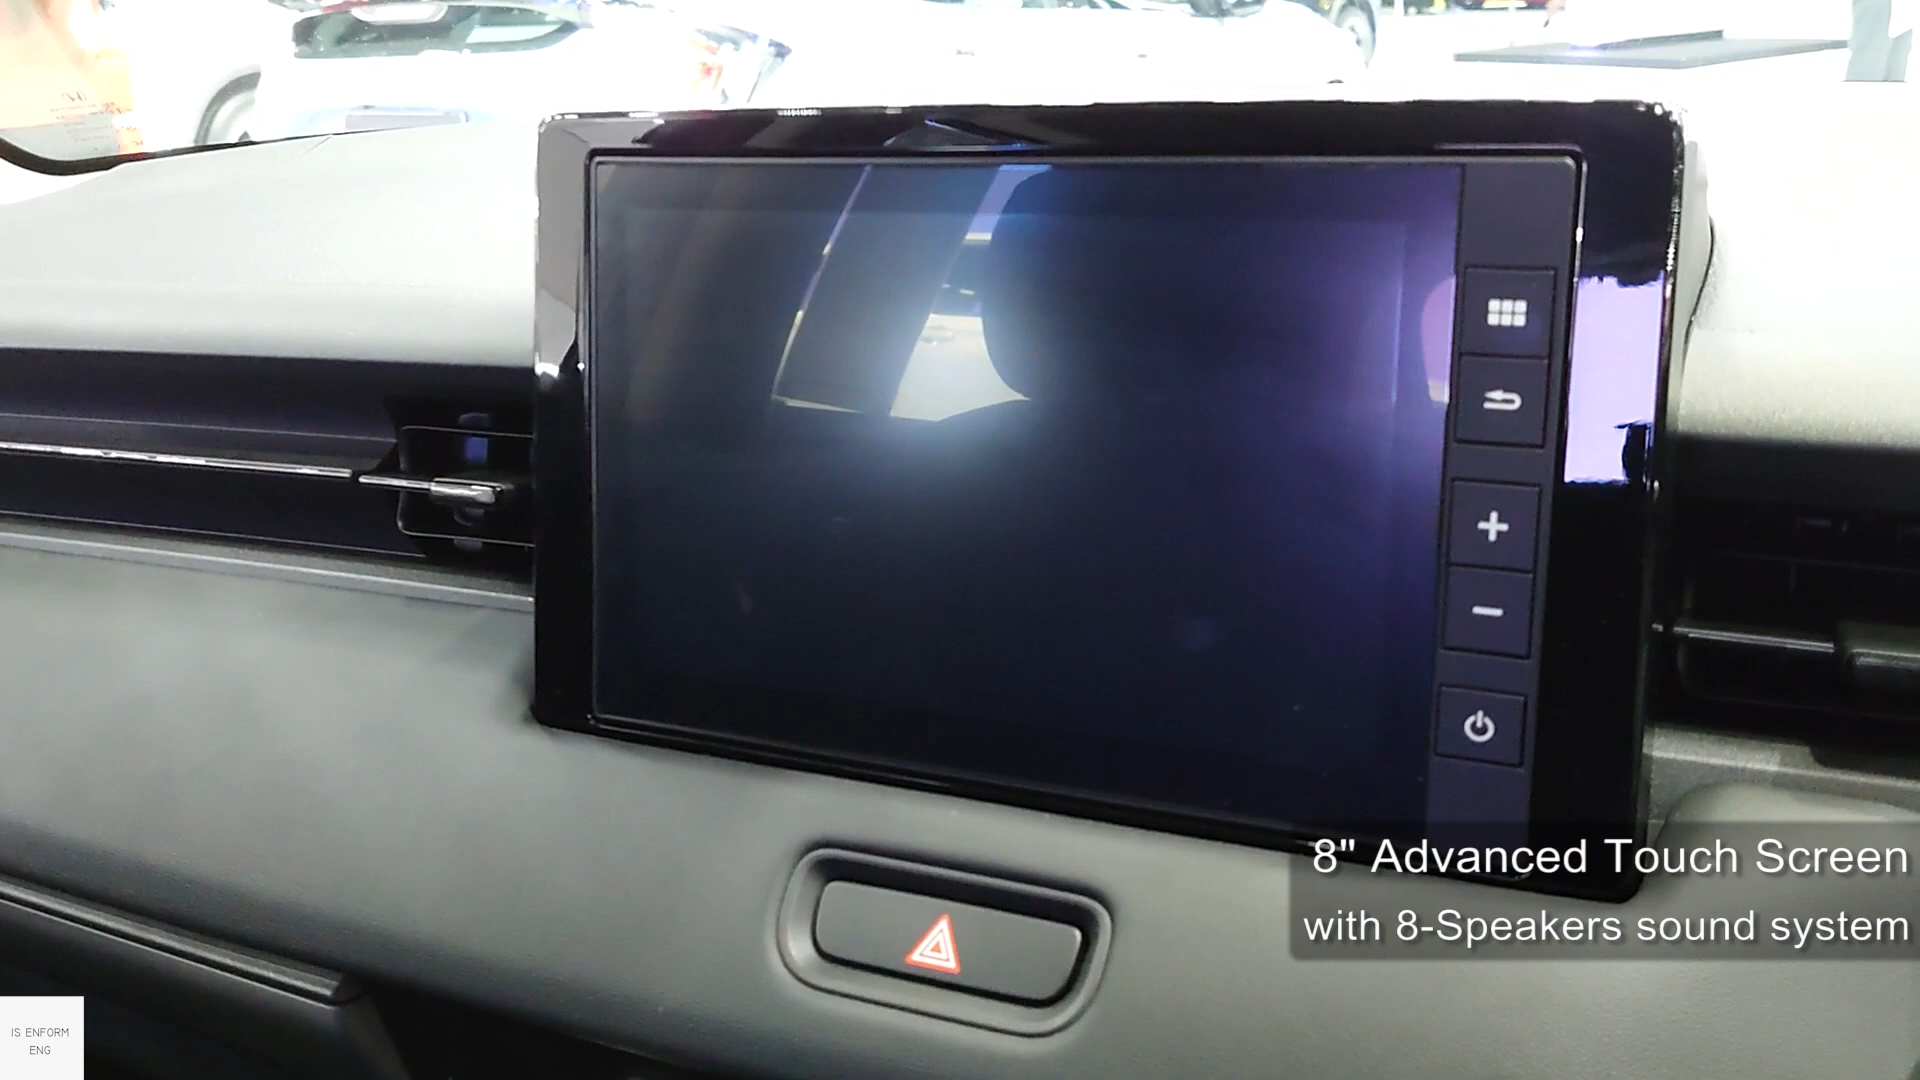 8" Advanced Touch Screen
with 8-Speakers sound system
IS ENFORM
ENG